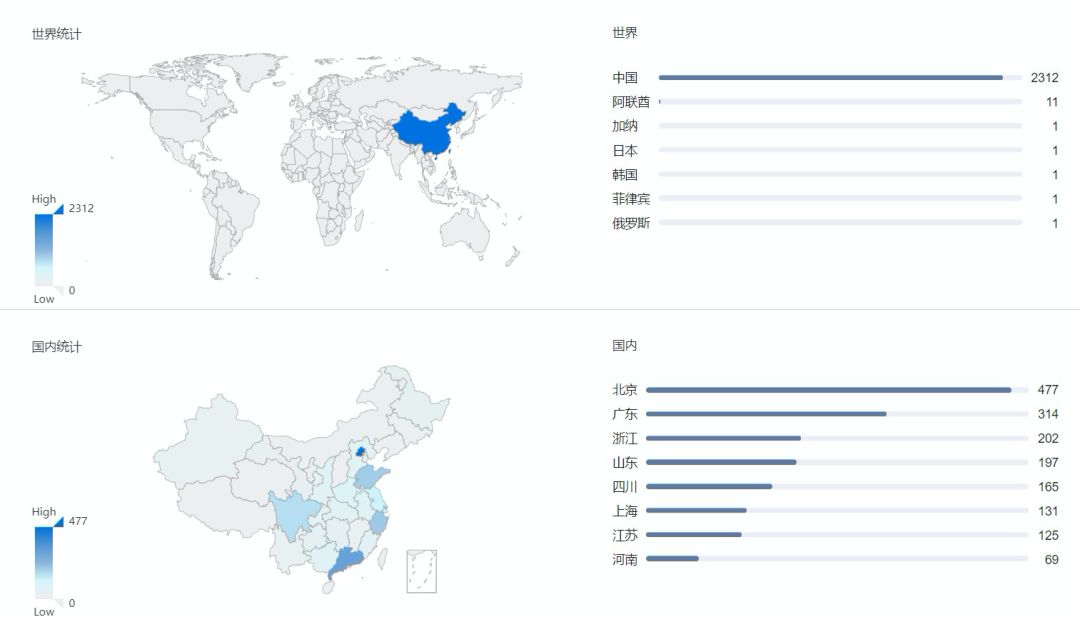 世界统计
High
2312
0
Low
世界
中国 2312
阿联酋 11
加纳 1
日本 1
韩国 1
菲律宾 1
俄罗斯 1
国内统计
High
477
0
Low
国内
北京 477
广东 314
浙江 202
山东 197
四川 165
上海 131
江苏 125
河南 69